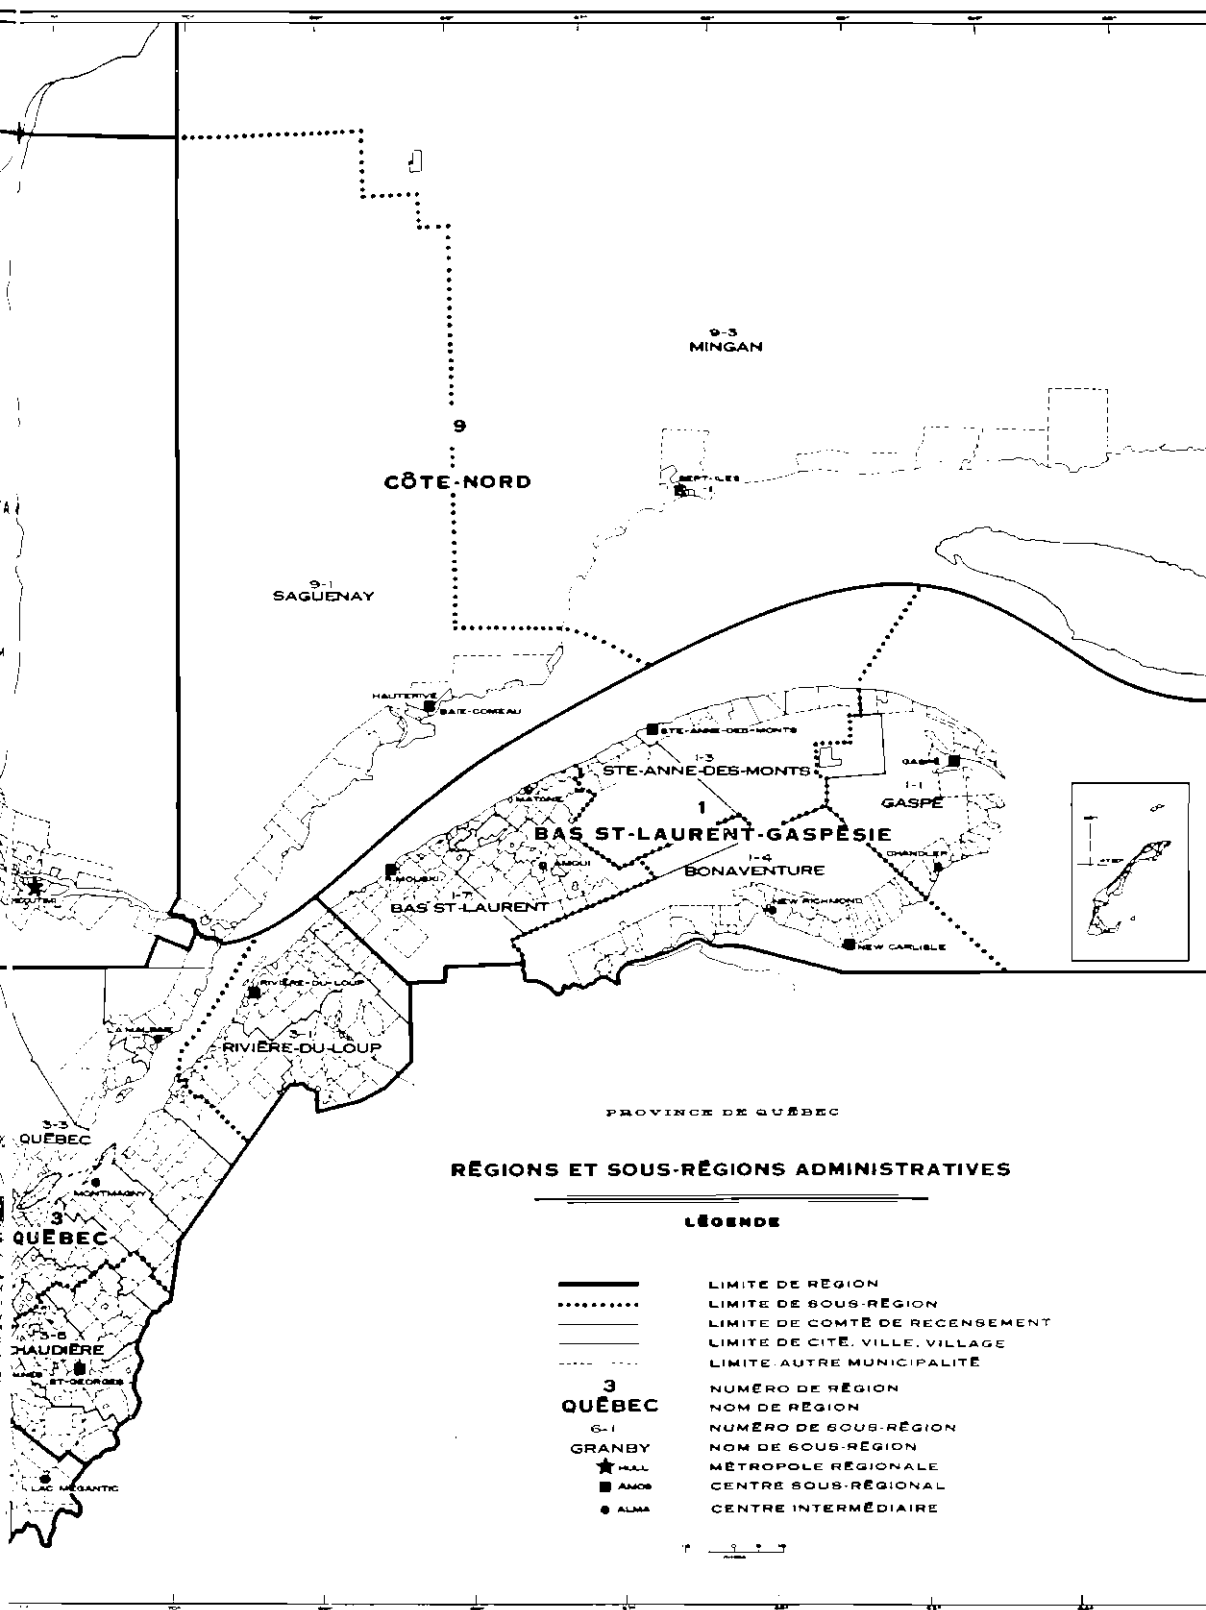 9-3
MINGAN
9
CÔTE-NORD
SEPT-ILES
9-1
SAGUENAY
HAUTERIVE
BAIE-COMEAU
STE-ANNE-DES-MONTS
1-3
STE-ANNE-DES-MONTS
GASPÉ
1-1
GASPÉ
MATANE
1
BAS ST-LAURENT-GASPÉSIE
CHANDLER
1-4
BONAVENTURE
AMQUI
RIMOUSKI
1-7
BAS ST-LAURENT
NEW RICHMOND
NEW CARLISLE
RIVIÈRE-DU-LOUP
3-1
RIVIÈRE-DU-LOUP
LA MALBAIE
3-3
QUÉBEC
MONTMAGNY
3
QUÉBEC
HAUDIÈRE
ST-GEORGES
LAC MÉGANTIC
PROVINCE DE QUÉBEC
RÉGIONS ET SOUS-RÉGIONS ADMINISTRATIVES
LÉGENDE
LIMITE DE RÉGION
LIMITE DE SOUS-RÉGION
LIMITE DE COMTÉ DE RECENSEMENT
LIMITE DE CITÉ, VILLE, VILLAGE
LIMITE AUTRE MUNICIPALITÉ
3 NUMÉRO DE RÉGION
QUÉBEC NOM DE RÉGION
6-1 NUMÉRO DE SOUS-RÉGION
GRANBY NOM DE SOUS-RÉGION
HULL MÉTROPOLE RÉGIONALE
AMOS CENTRE SOUS-RÉGIONAL
ALMA CENTRE INTERMÉDIAIRE